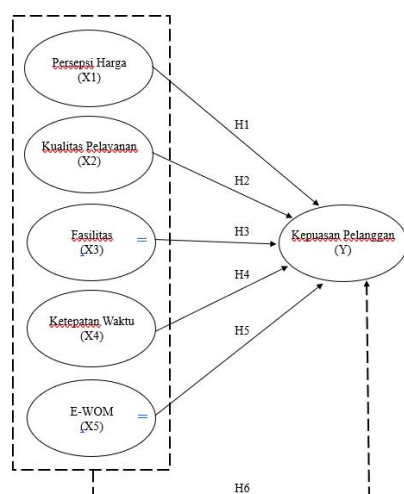 Persepsi Harga
(X1)
H1
Kualitas Pelayanan
(X2)
H2
Fasilitas
(X3)
H3
Kepuasan Pelanggan
(Y)
H4
Ketepatan Waktu
(X4)
H5
E-WOM
(X5)
H6